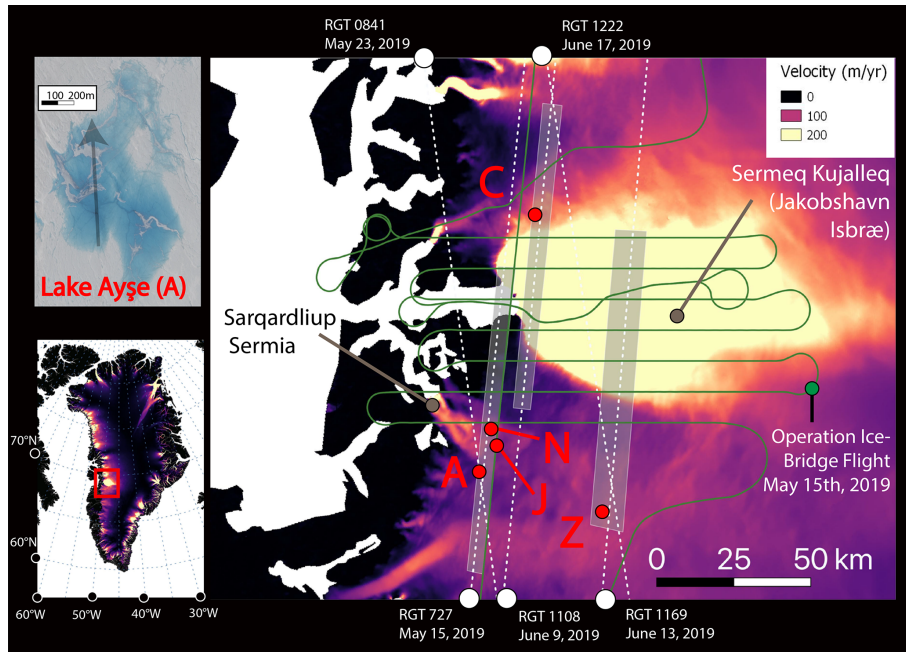 RGT 0841
May 23, 2019
RGT 1222
June 17, 2019
100 200m
Lake Ayşe (A)
Velocity (m/yr)
0
100
200
Sermeq Kujalleq
(Jakobshavn
Isbræ)
C
Sarqardliup
Sermia
N
J
A
Z
Operation Ice-
Bridge Flight
May 15th, 2019
0 25 50 km
70°N
60°N
60°W 50°W 40°W 30°W
RGT 727
May 15, 2019
RGT 1108
June 9, 2019
RGT 1169
June 13, 2019